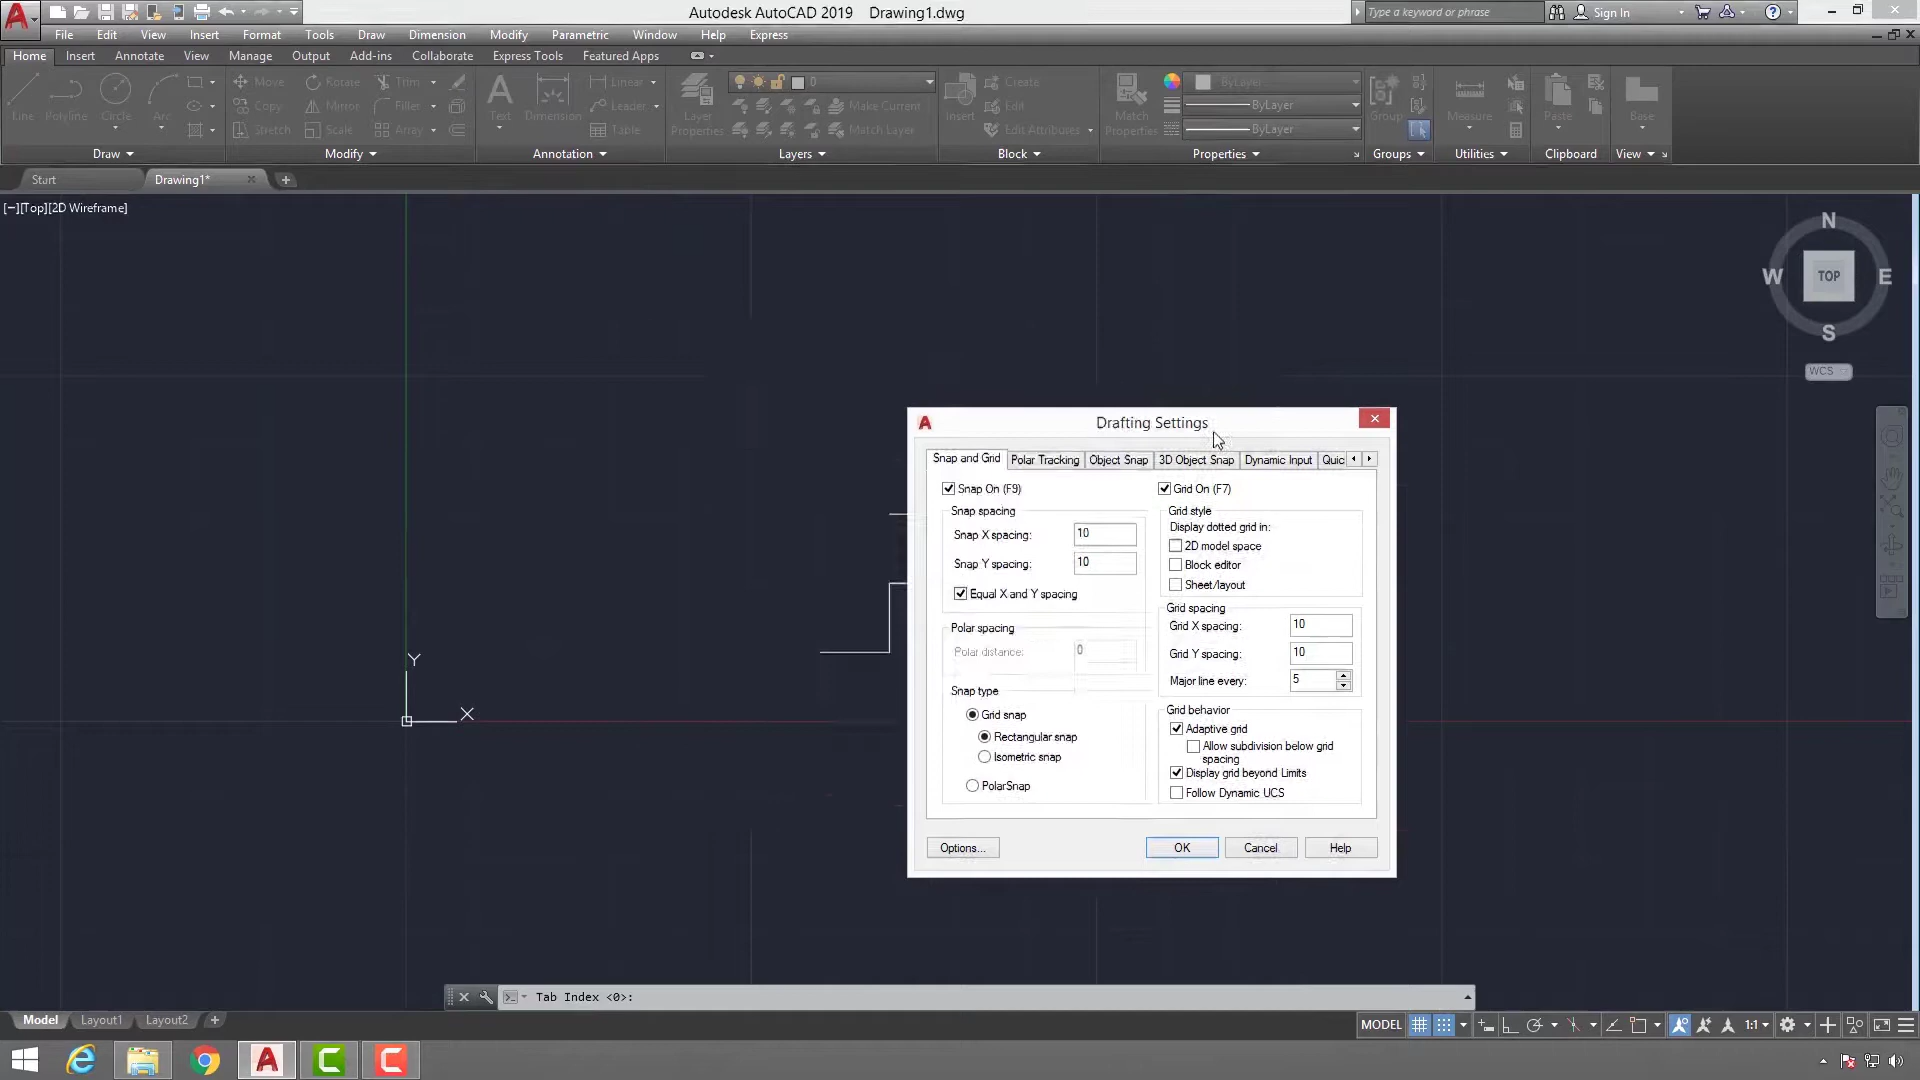 Autodesk AutoCAD 2019 Drawing1.dwg
Type a keyword or phrase
Sign In
File Edit View Insert Format Tools Draw Dimension Modify Parametric Window Help Express
Home Insert Annotate View Manage Output Add-ins Collaborate Express Tools Featured Apps
Line Polyline Circle Arc
Move Rotate Trim
Copy Mirror Fillet
Stretch Scale Array
Text Dimension
Linear
Leader
Table
Layer
Properties
0
Make Current
Match Layer
Insert
Create
Edit
Edit Attributes
Match
Properties
ByLayer
ByLayer
ByLayer
Group
Measure
Paste
Base
Draw Modify Annotation Layers Block Properties Groups Utilities Clipboard View
Start Drawing1*
[−][Top][2D Wireframe]
N
W TOP E
S
WCS
Y
X
A
Drafting Settings
Snap and Grid Polar Tracking Object Snap 3D Object Snap Dynamic Input Quic
Snap On (F9)
Snap spacing
Snap X spacing: 10
Snap Y spacing: 10
Equal X and Y spacing
Polar spacing
Polar distance: 0
Snap type
Grid snap
Rectangular snap
Isometric snap
PolarSnap
Grid On (F7)
Grid style
Display dotted grid in:
2D model space
Block editor
Sheet/layout
Grid spacing
Grid X spacing: 10
Grid Y spacing: 10
Major line every: 5
Grid behavior
Adaptive grid
Allow subdivision below grid
spacing
Display grid beyond Limits
Follow Dynamic UCS
Options... OK Cancel Help
Tab Index <0>:
Model Layout1 Layout2
MODEL 1:1